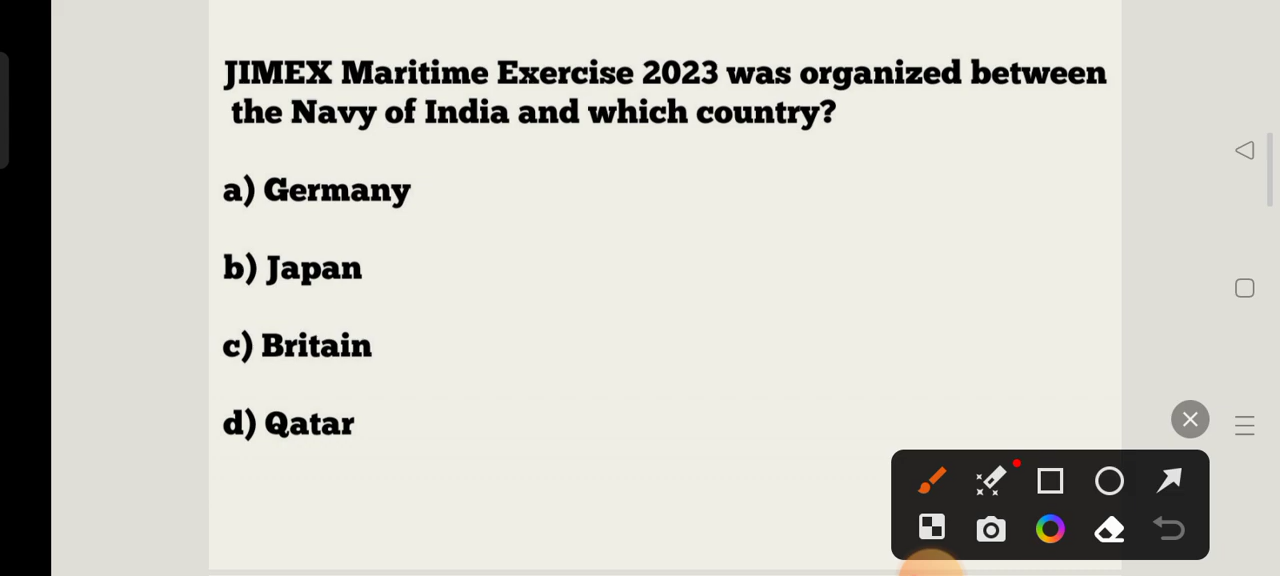 JIMEX Maritime Exercise 2023 was organized between
the Navy of India and which country?
a) Germany
b) Japan
c) Britain
d) Qatar